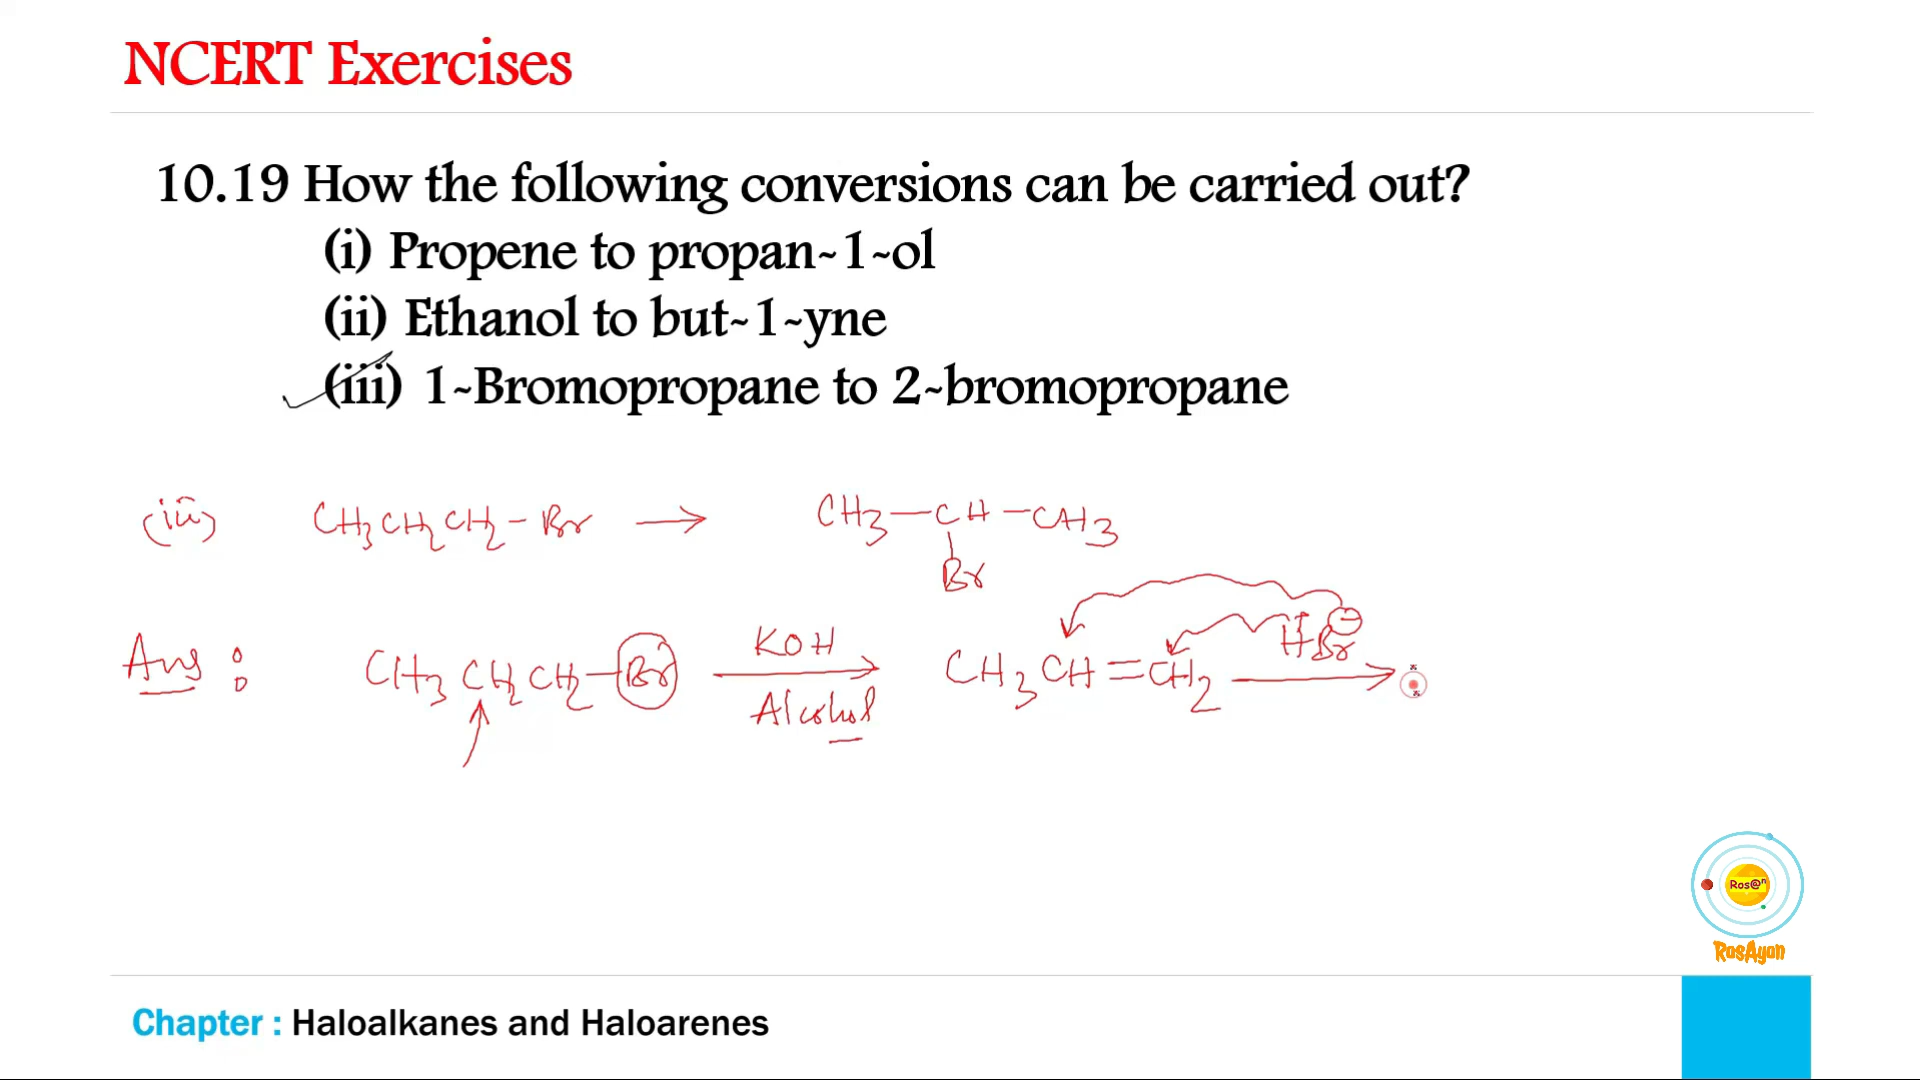 NCERT Exercises
10.19 How the following conversions can be carried out?
(i) Propene to propan-1-ol
(ii) Ethanol to but-1-yne
(iii) 1-Bromopropane to 2-bromopropane
(iii) CH3CH2CH2-Br → CH3-CH-CH3
Br
Ans : CH3CH2CH2-Br KOH Alcohol → CH3CH=CH2 HBr ⊖ →
Ros@n
RosAyan
Chapter : Haloalkanes and Haloarenes